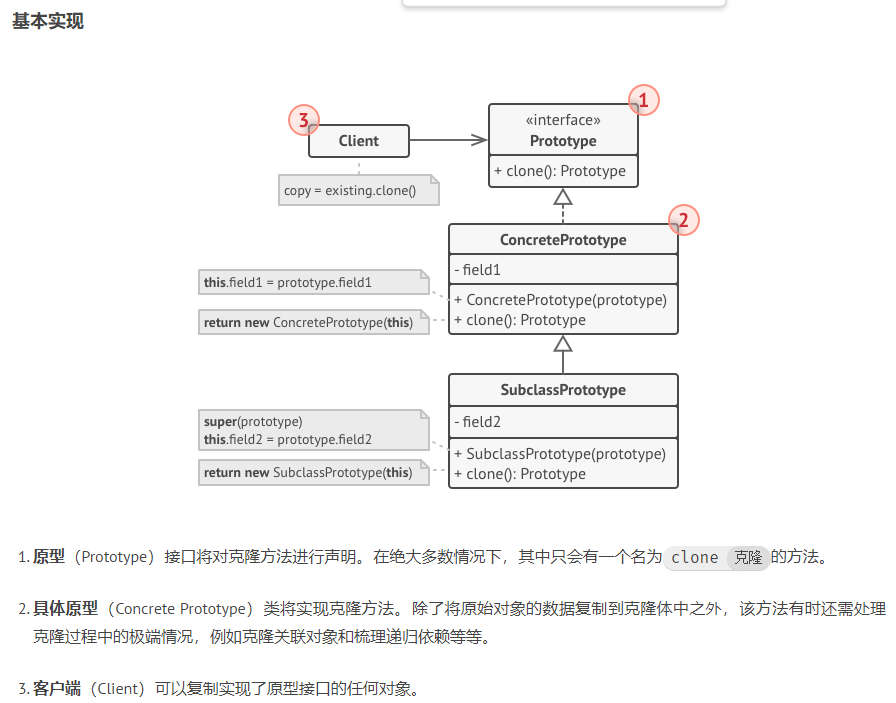 基本实现
1
3
«interface»
Prototype
Client
+ clone(): Prototype
copy = existing.clone()
2
ConcretePrototype
- field1
this.field1 = prototype.field1
+ ConcretePrototype(prototype)
return new ConcretePrototype(this)
+ clone(): Prototype
SubclassPrototype
- field2
super(prototype)
this.field2 = prototype.field2
+ SubclassPrototype(prototype)
return new SubclassPrototype(this)
+ clone(): Prototype
1. 原型（Prototype）接口将对克隆方法进行声明。在绝大多数情况下，其中只会有一个名为 clone 克隆 的方法。
2. 具体原型（Concrete Prototype）类将实现克隆方法。除了将原始对象的数据复制到克隆体中之外，该方法有时还需处理
克隆过程中的极端情况，例如克隆关联对象和梳理递归依赖等等。
3. 客户端（Client）可以复制实现了原型接口的任何对象。